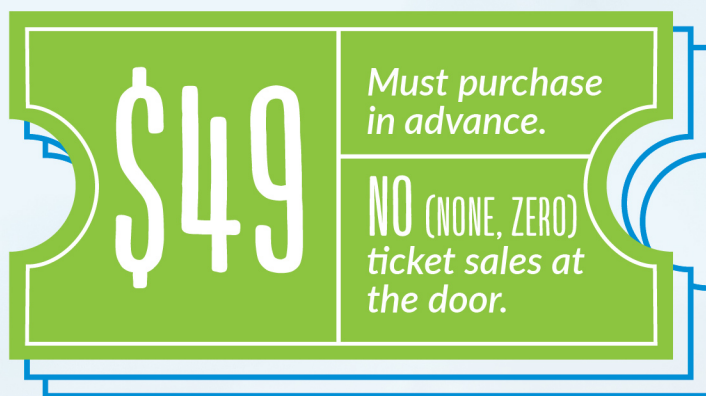 $49
Must purchase
in advance.
NO (NONE, ZERO)
ticket sales at
the door.